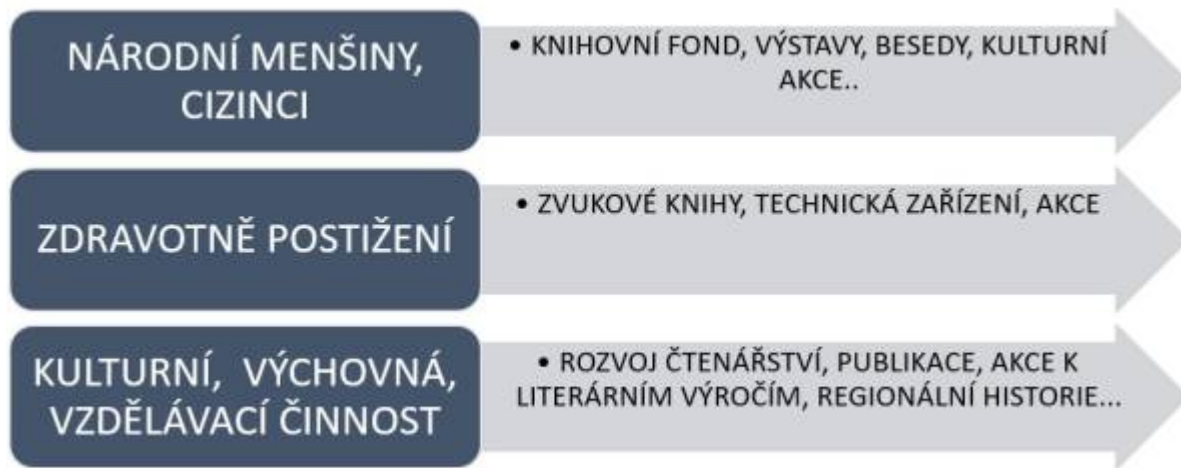 NÁRODNÍ MENŠINY,
CIZINCI
• KNIHOVNÍ FOND, VÝSTAVY, BESEDY, KULTURNÍ
AKCE..
ZDRAVOTNĚ POSTIŽENÍ
• ZVUKOVÉ KNIHY, TECHNICKÁ ZAŘÍZENÍ, AKCE
KULTURNÍ, VÝCHOVNÁ,
VZDĚLÁVACÍ ČINNOST
• ROZVOJ ČTENÁŘSTVÍ, PUBLIKACE, AKCE K
LITERÁRNÍM VÝROČÍM, REGIONÁLNÍ HISTORIE...